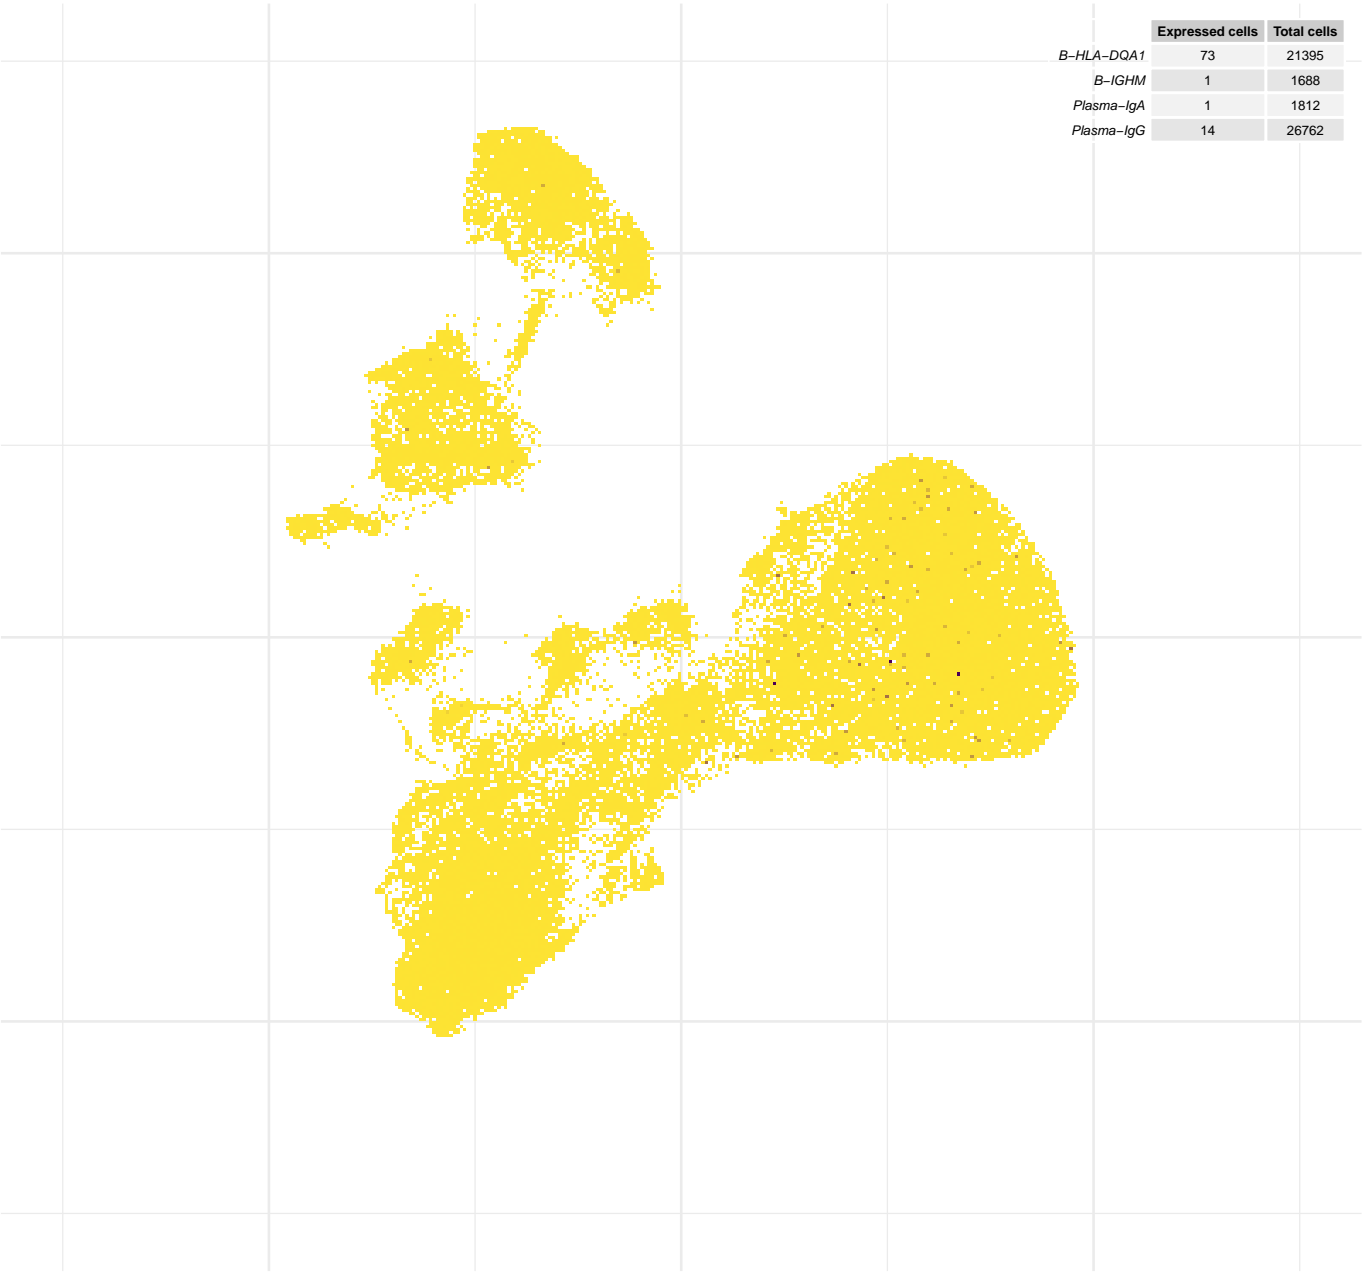 Expressed cells Total cells
B−HLA−DQA1 73 21395
B−IGHM 1 1688
Plasma−IgA 1 1812
Plasma−IgG 14 26762